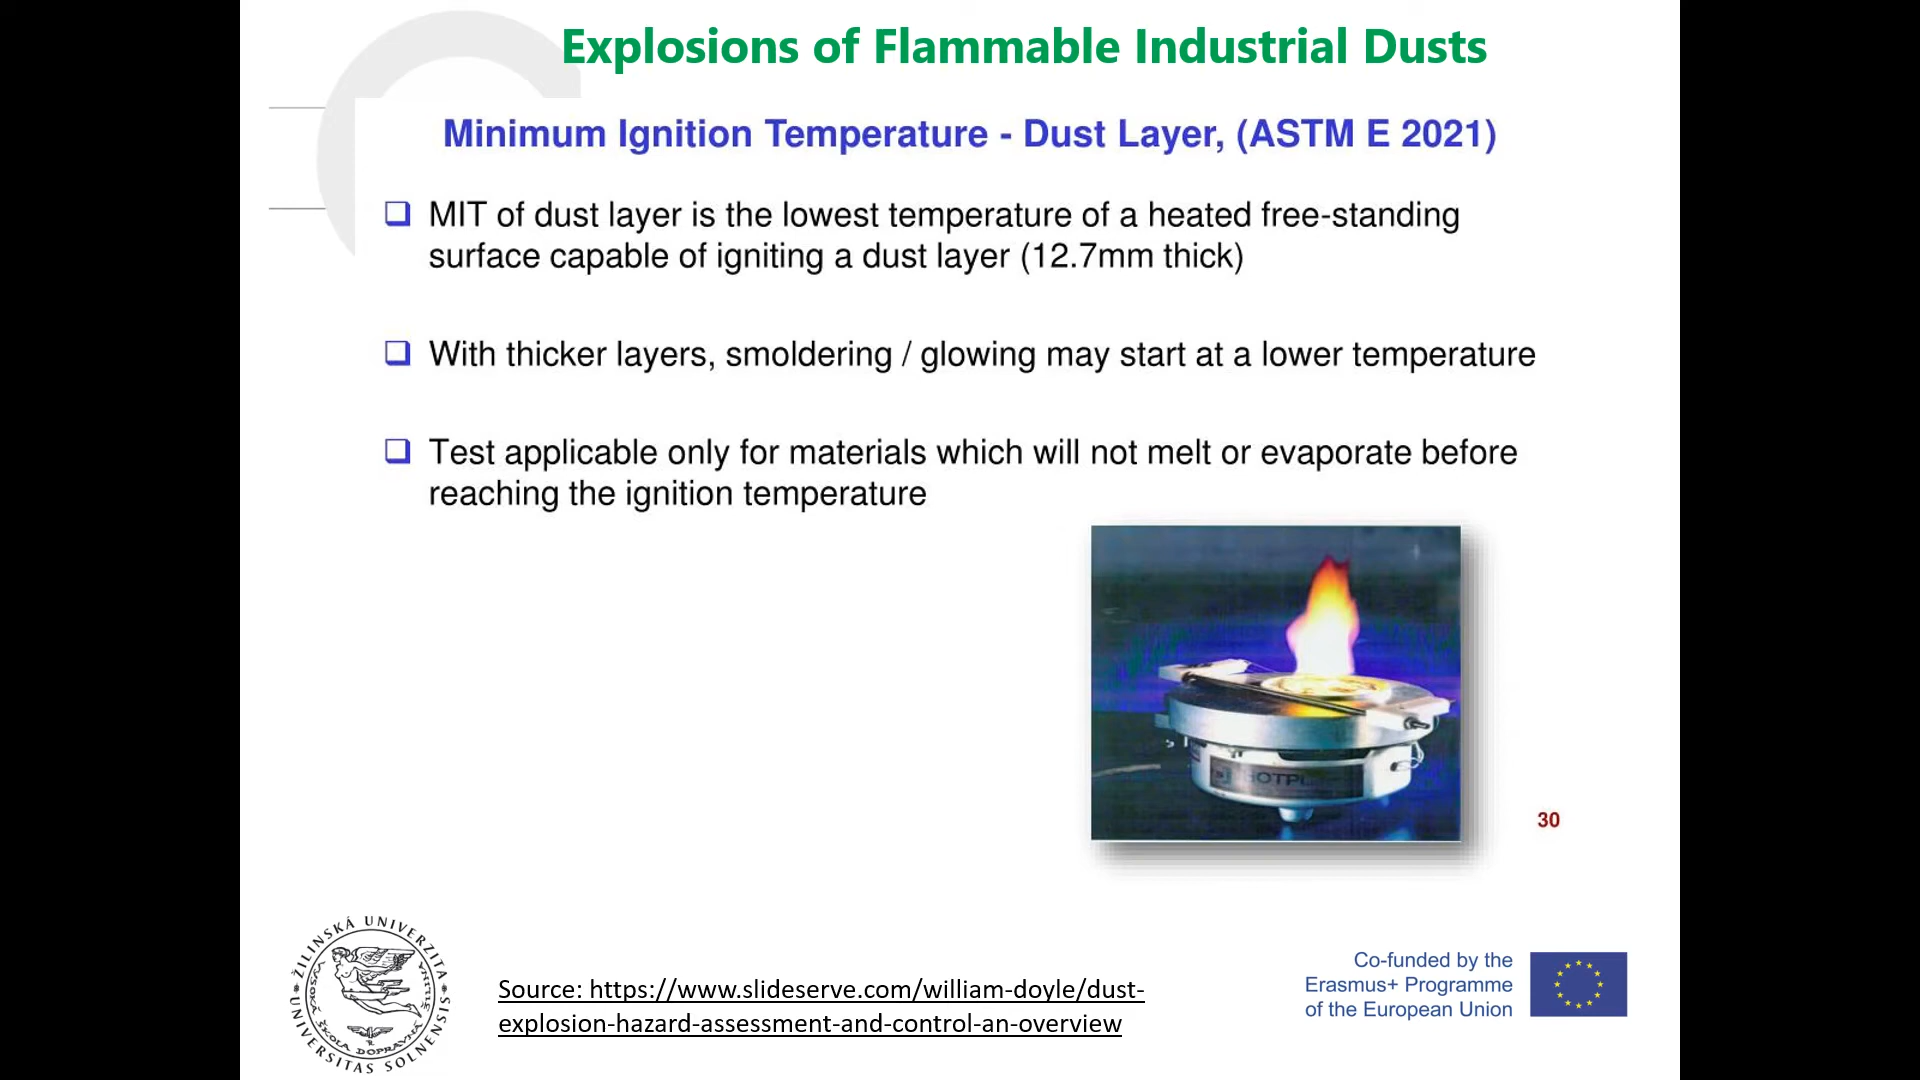 Explosions of Flammable Industrial Dusts
Minimum Ignition Temperature - Dust Layer, (ASTM E 2021)
MIT of dust layer is the lowest temperature of a heated free-standing
surface capable of igniting a dust layer (12.7mm thick)
With thicker layers, smoldering / glowing may start at a lower temperature
Test applicable only for materials which will not melt or evaporate before
reaching the ignition temperature
30
ŽILINSKÁ UNIVERZITA
UNIVERSITAS SOLNENSIS
VYSOKÁ ŠKOLA DOPRAVNÁ
Source: https://www.slideserve.com/william-doyle/dust-
explosion-hazard-assessment-and-control-an-overview
Co-funded by the
Erasmus+ Programme
of the European Union